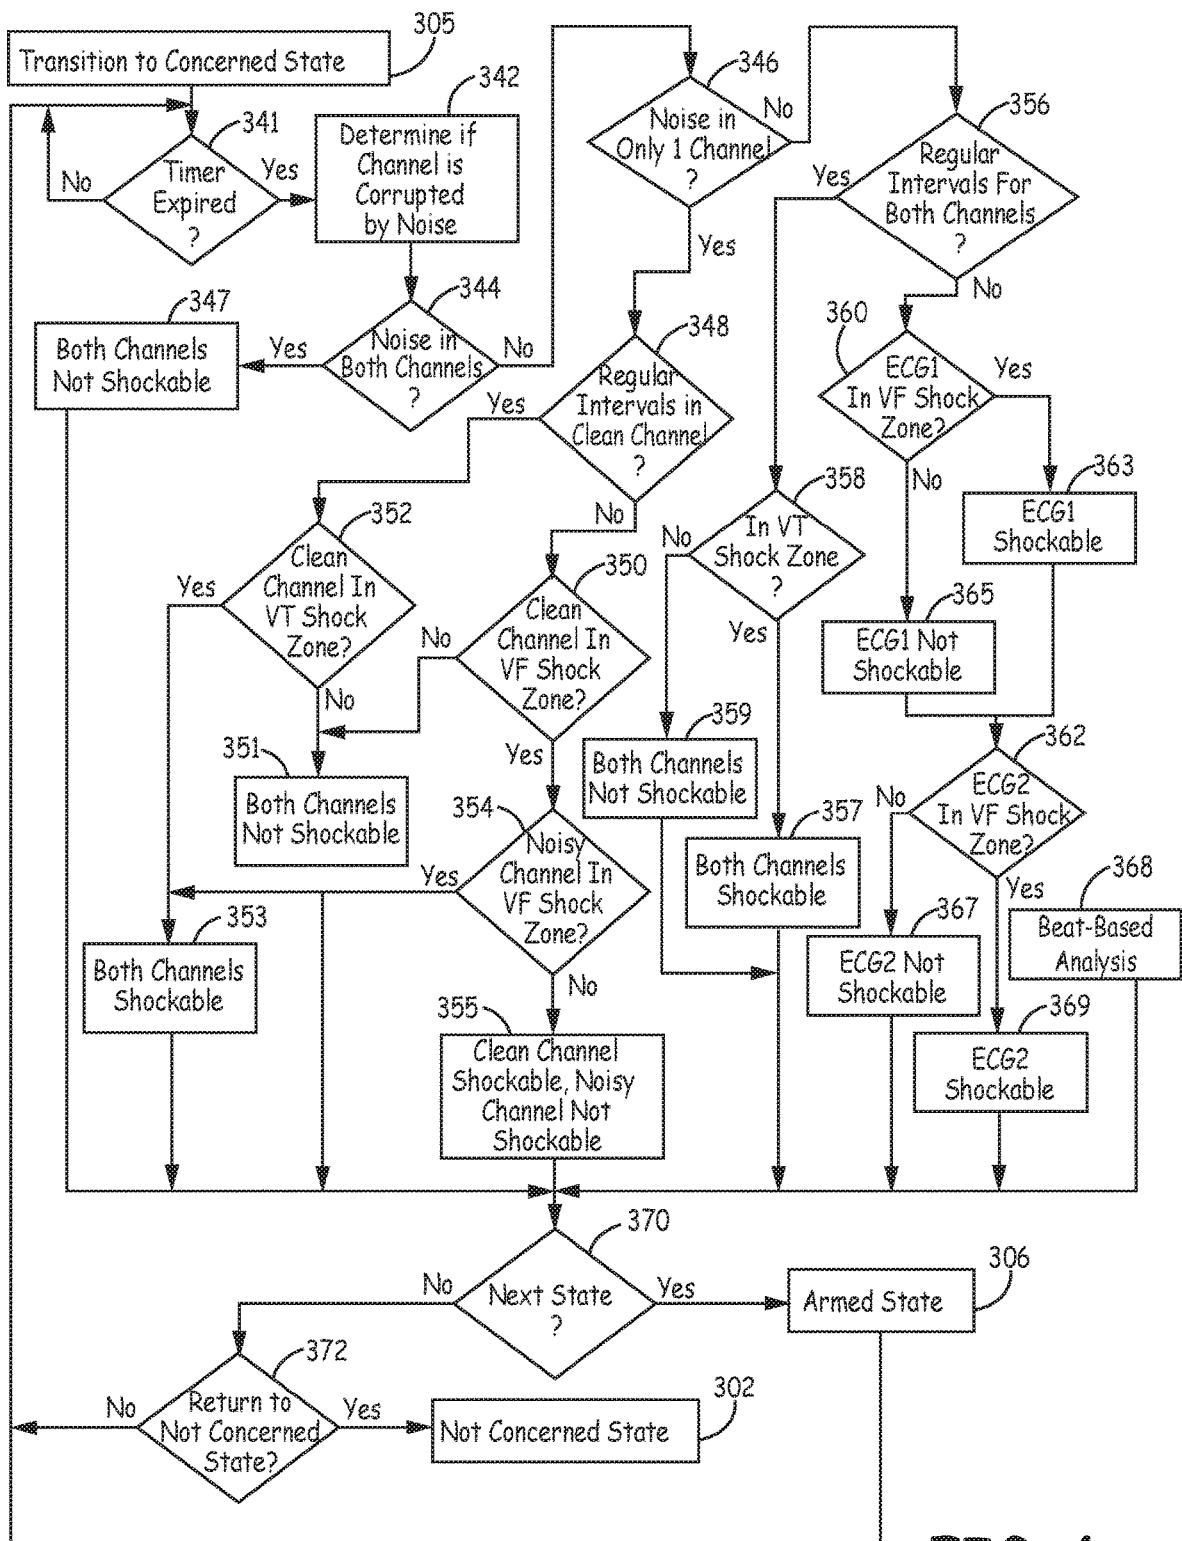 305
Transition to Concerned State
341
Timer
Expired
?
No
Yes
342
Determine if
Channel is
Corrupted
by Noise
344
Noise in
Both Channels
?
Yes
No
347
Both Channels
Not Shockable
346
Noise in
Only 1 Channel
?
No
Yes
348
Regular
Intervals in
Clean Channel
?
Yes
No
356
Regular
Intervals For
Both Channels
?
Yes
No
360
ECG1
In VF Shock
Zone?
Yes
No
363
ECG1
Shockable
365
ECG1 Not
Shockable
358
In VT
Shock Zone
?
No
Yes
352
Clean
Channel In
VT Shock
Zone?
Yes
No
350
Clean
Channel In
VF Shock
Zone?
No
Yes
351
Both Channels
Not Shockable
359
Both Channels
Not Shockable
357
Both Channels
Shockable
362
ECG2
In VF Shock
Zone?
No
Yes
354
Noisy
Channel In
VF Shock
Zone?
Yes
No
353
Both Channels
Shockable
355
Clean Channel
Shockable, Noisy
Channel Not
Shockable
367
ECG2 Not
Shockable
369
ECG2
Shockable
368
Beat-Based
Analysis
370
Next State
?
No
Yes
306
Armed State
372
Return to
Not Concerned
State?
No
Yes
302
Not Concerned State